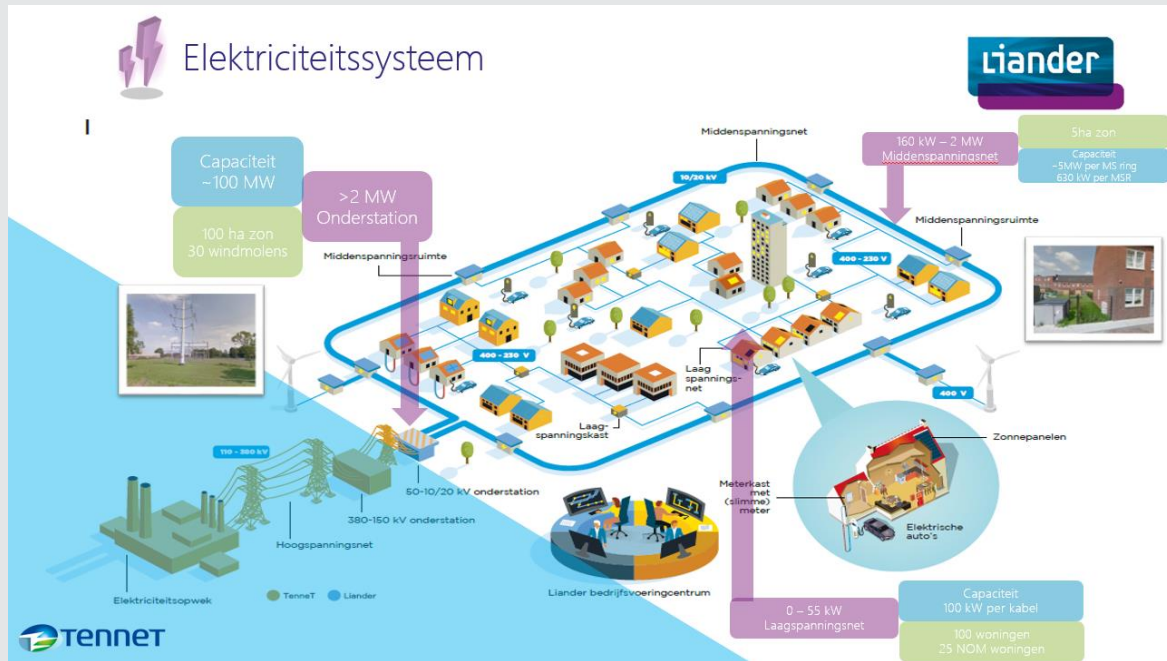 Elektriciteitssysteem
Liander
I
Capaciteit
~100 MW
>2 MW
Onderstation
100 ha zon
30 windmolens
Middenspanningsnet
160 kW – 2 MW
Middenspanningsnet
5ha zon
Capaciteit
~5MW per MS ring
630 kW per MSR
10/20 kV
Middenspanningsruimte
Middenspanningsruimte
400 - 230 V
400 - 230 V
Laag
spannings-
net
400 V
Laag-
spanningskast
110 - 380 kV
50-10/20 kV onderstation
380-150 kV onderstation
Hoogspanningsnet
Elektriciteitsopwek
TenneT
Liander
Liander bedrijfsvoeringcentrum
Zonnepanelen
Meterkast
met
(slimme)
meter
Elektrische
auto's
0 – 55 kW
Laagspanningsnet
Capaciteit
100 kW per kabel
100 woningen
25 NOM woningen
TENNET